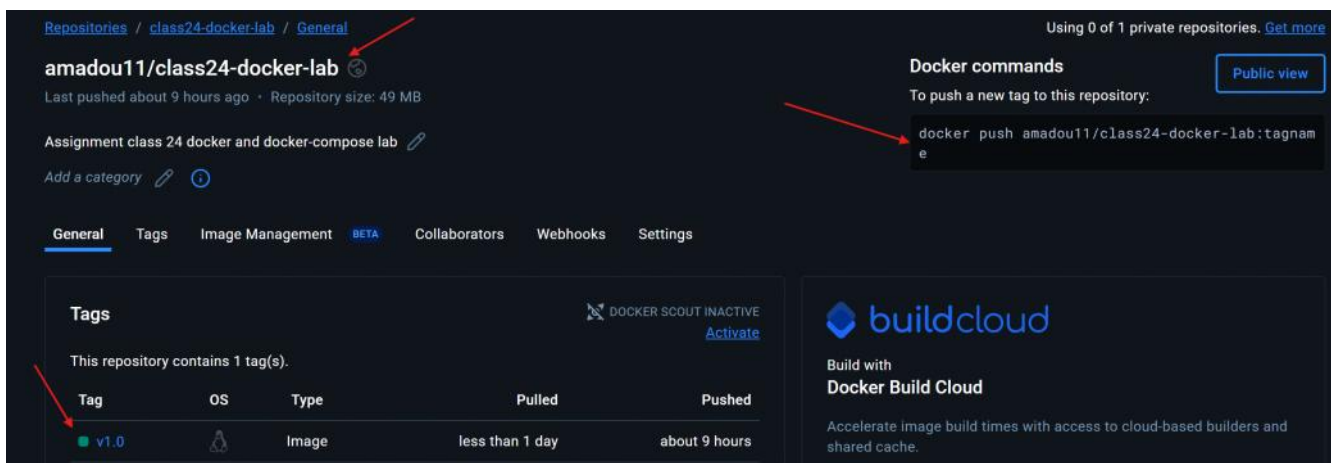 Repositories / class24-docker-lab / General
Using 0 of 1 private repositories. Get more
amadou11/class24-docker-lab
Last pushed about 9 hours ago · Repository size: 49 MB
Assignment class 24 docker and docker-compose lab
Add a category
Docker commands
Public view
To push a new tag to this repository:
docker push amadou11/class24-docker-lab:tagnam
e
General Tags Image Management BETA Collaborators Webhooks Settings
Tags
DOCKER SCOUT INACTIVE
Activate
This repository contains 1 tag(s).
Tag OS Type Pulled Pushed
v1.0 Image less than 1 day about 9 hours
buildcloud
Build with
Docker Build Cloud
Accelerate image build times with access to cloud-based builders and
shared cache.